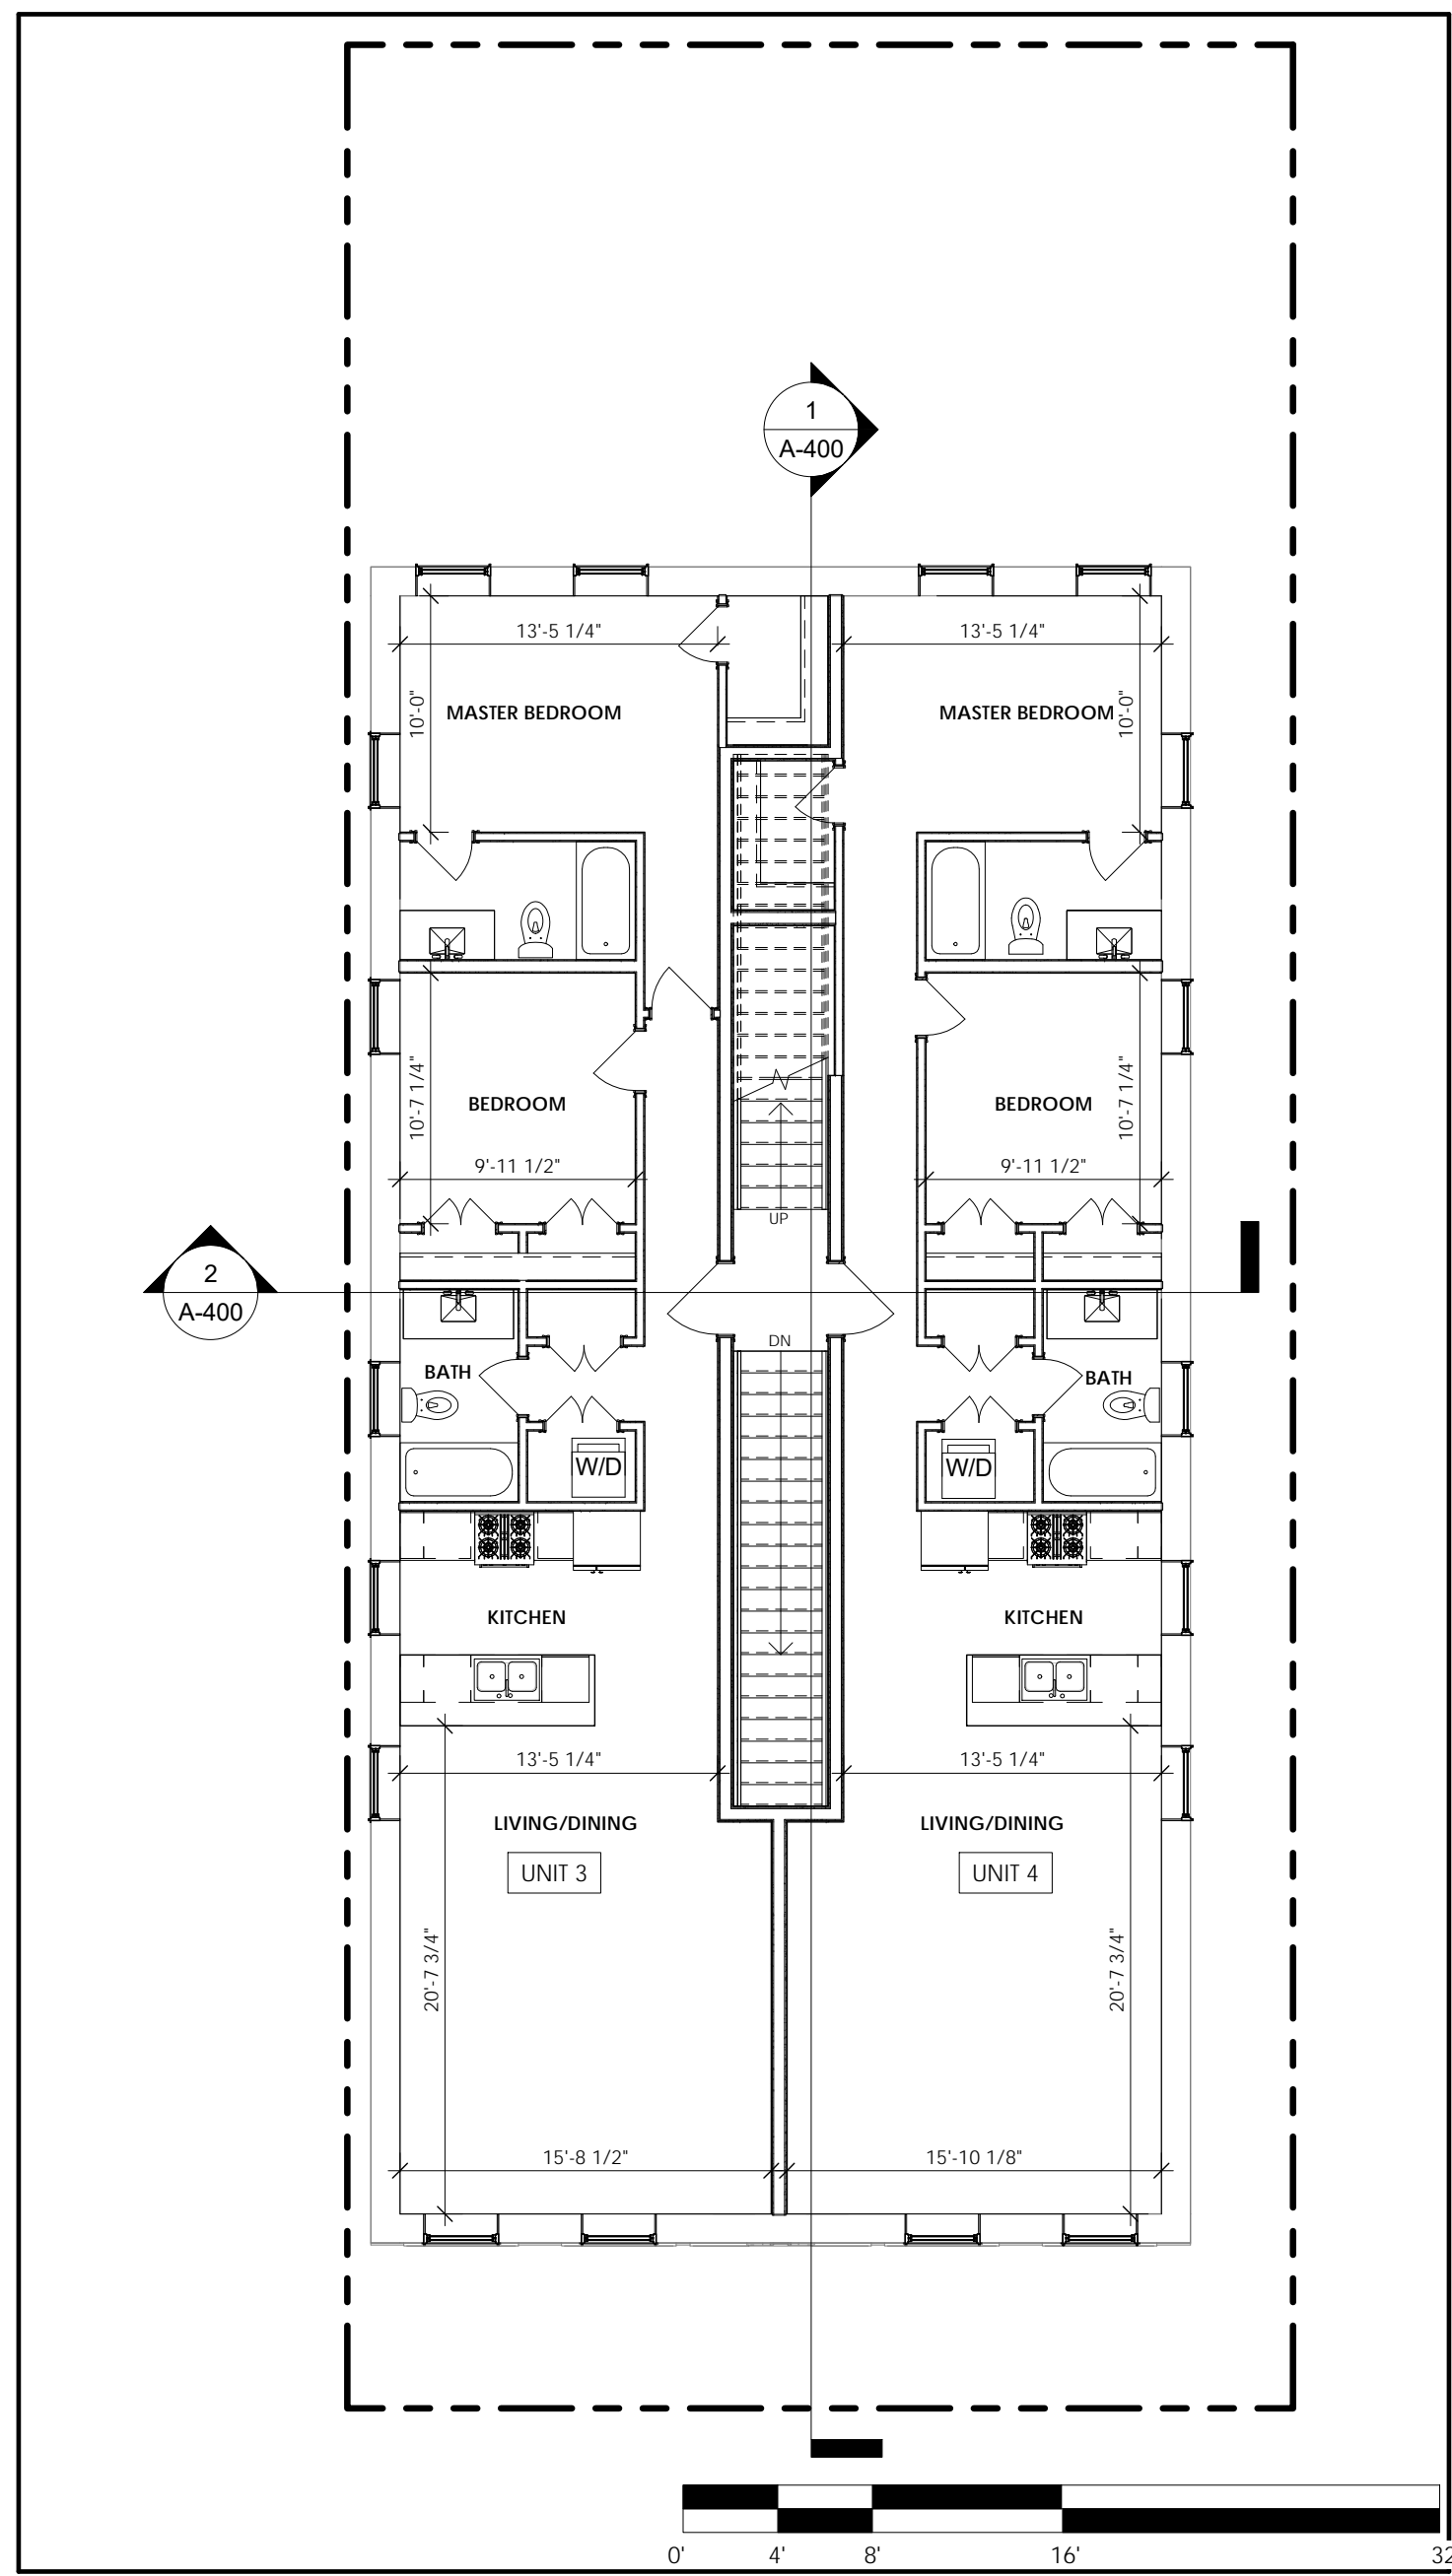 1
A-400
13'-5 1/4"
13'-5 1/4"
10'-0"
MASTER BEDROOM
MASTER BEDROOM
10'-0"
10'-7 1/4"
BEDROOM
BEDROOM
10'-7 1/4"
9'-11 1/2"
9'-11 1/2"
UP
2
A-400
DN
BATH
BATH
W/D
W/D
KITCHEN
KITCHEN
13'-5 1/4"
13'-5 1/4"
LIVING/DINING
LIVING/DINING
UNIT 3
UNIT 4
20'-7 3/4"
20'-7 3/4"
15'-8 1/2"
15'-10 1/8"
0' 4' 8' 16' 32